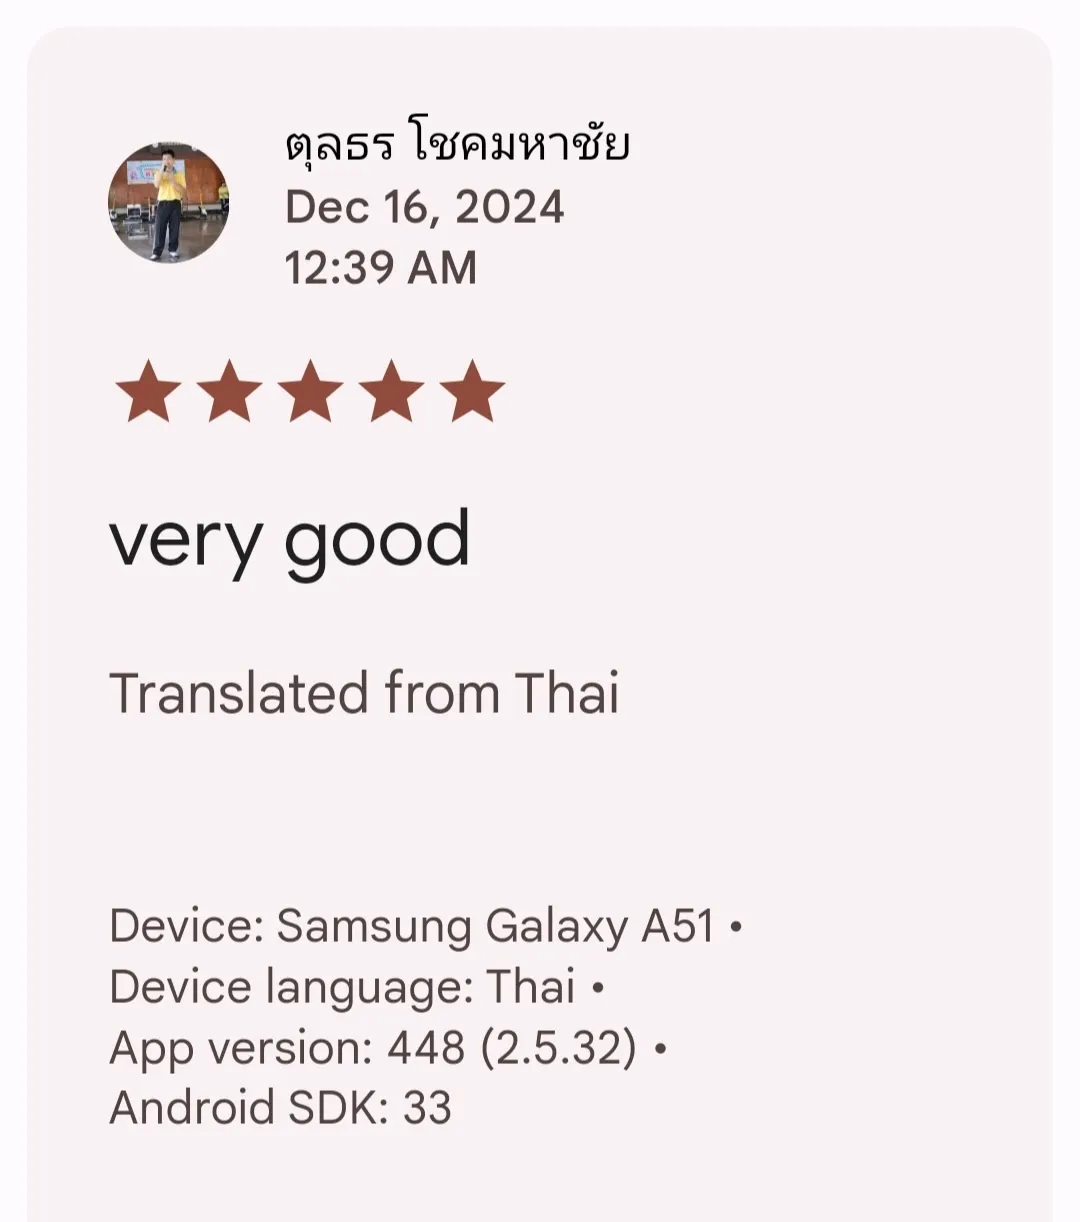 ตุลธร โชคมหาชัย
Dec 16, 2024
12:39 AM
very good
Translated from Thai
Device: Samsung Galaxy A51 •
Device language: Thai •
App version: 448 (2.5.32) •
Android SDK: 33